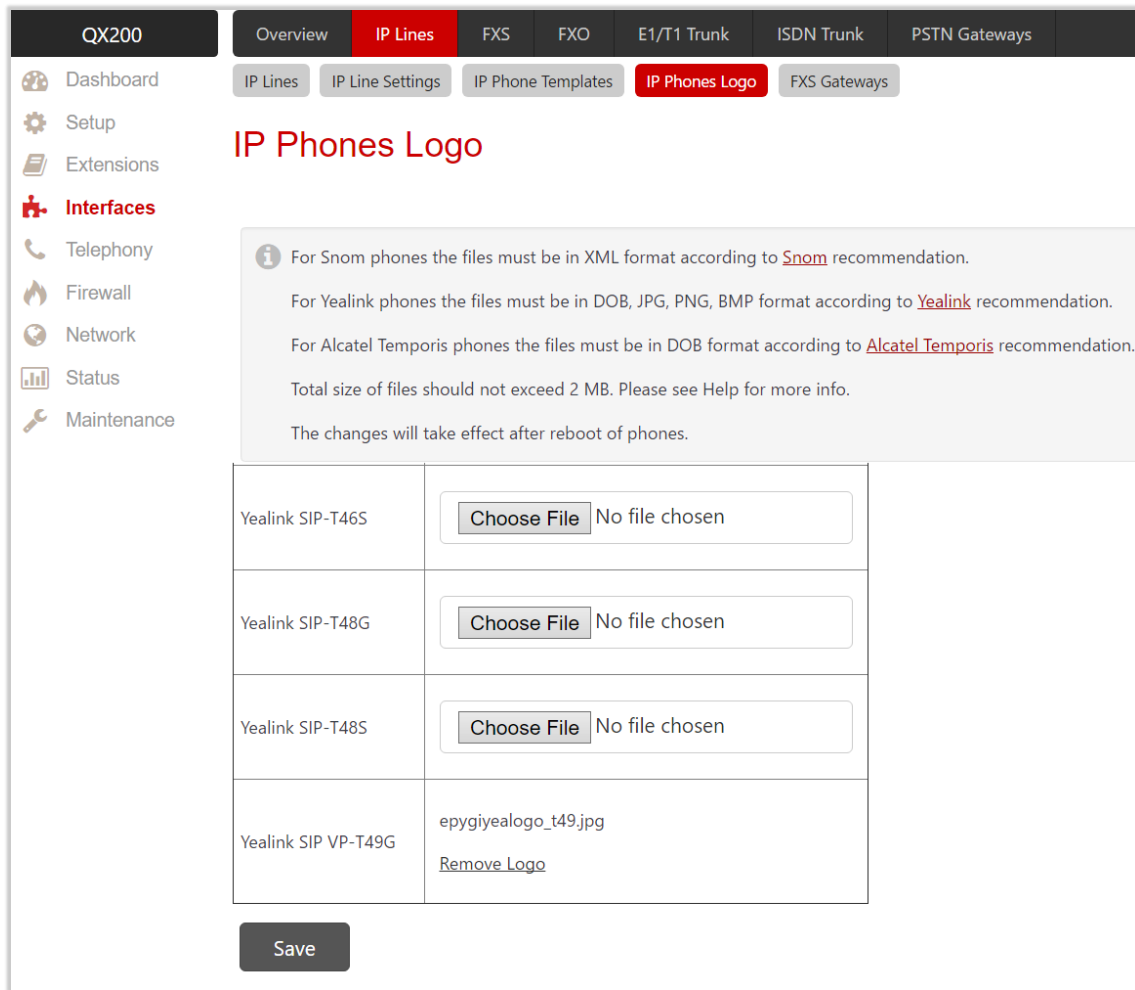 QX200
Overview IP Lines FXS FXO E1/T1 Trunk ISDN Trunk PSTN Gateways
Dashboard
Setup
Extensions
Interfaces
Telephony
Firewall
Network
Status
Maintenance
IP Lines IP Line Settings IP Phone Templates IP Phones Logo FXS Gateways
IP Phones Logo
For Snom phones the files must be in XML format according to Snom recommendation.
For Yealink phones the files must be in DOB, JPG, PNG, BMP format according to Yealink recommendation.
For Alcatel Temporis phones the files must be in DOB format according to Alcatel Temporis recommendation.
Total size of files should not exceed 2 MB. Please see Help for more info.
The changes will take effect after reboot of phones.
Yealink SIP-T46S Choose File No file chosen
Yealink SIP-T48G Choose File No file chosen
Yealink SIP-T48S Choose File No file chosen
Yealink SIP VP-T49G
epygiyealogo_t49.jpg
Remove Logo
Save